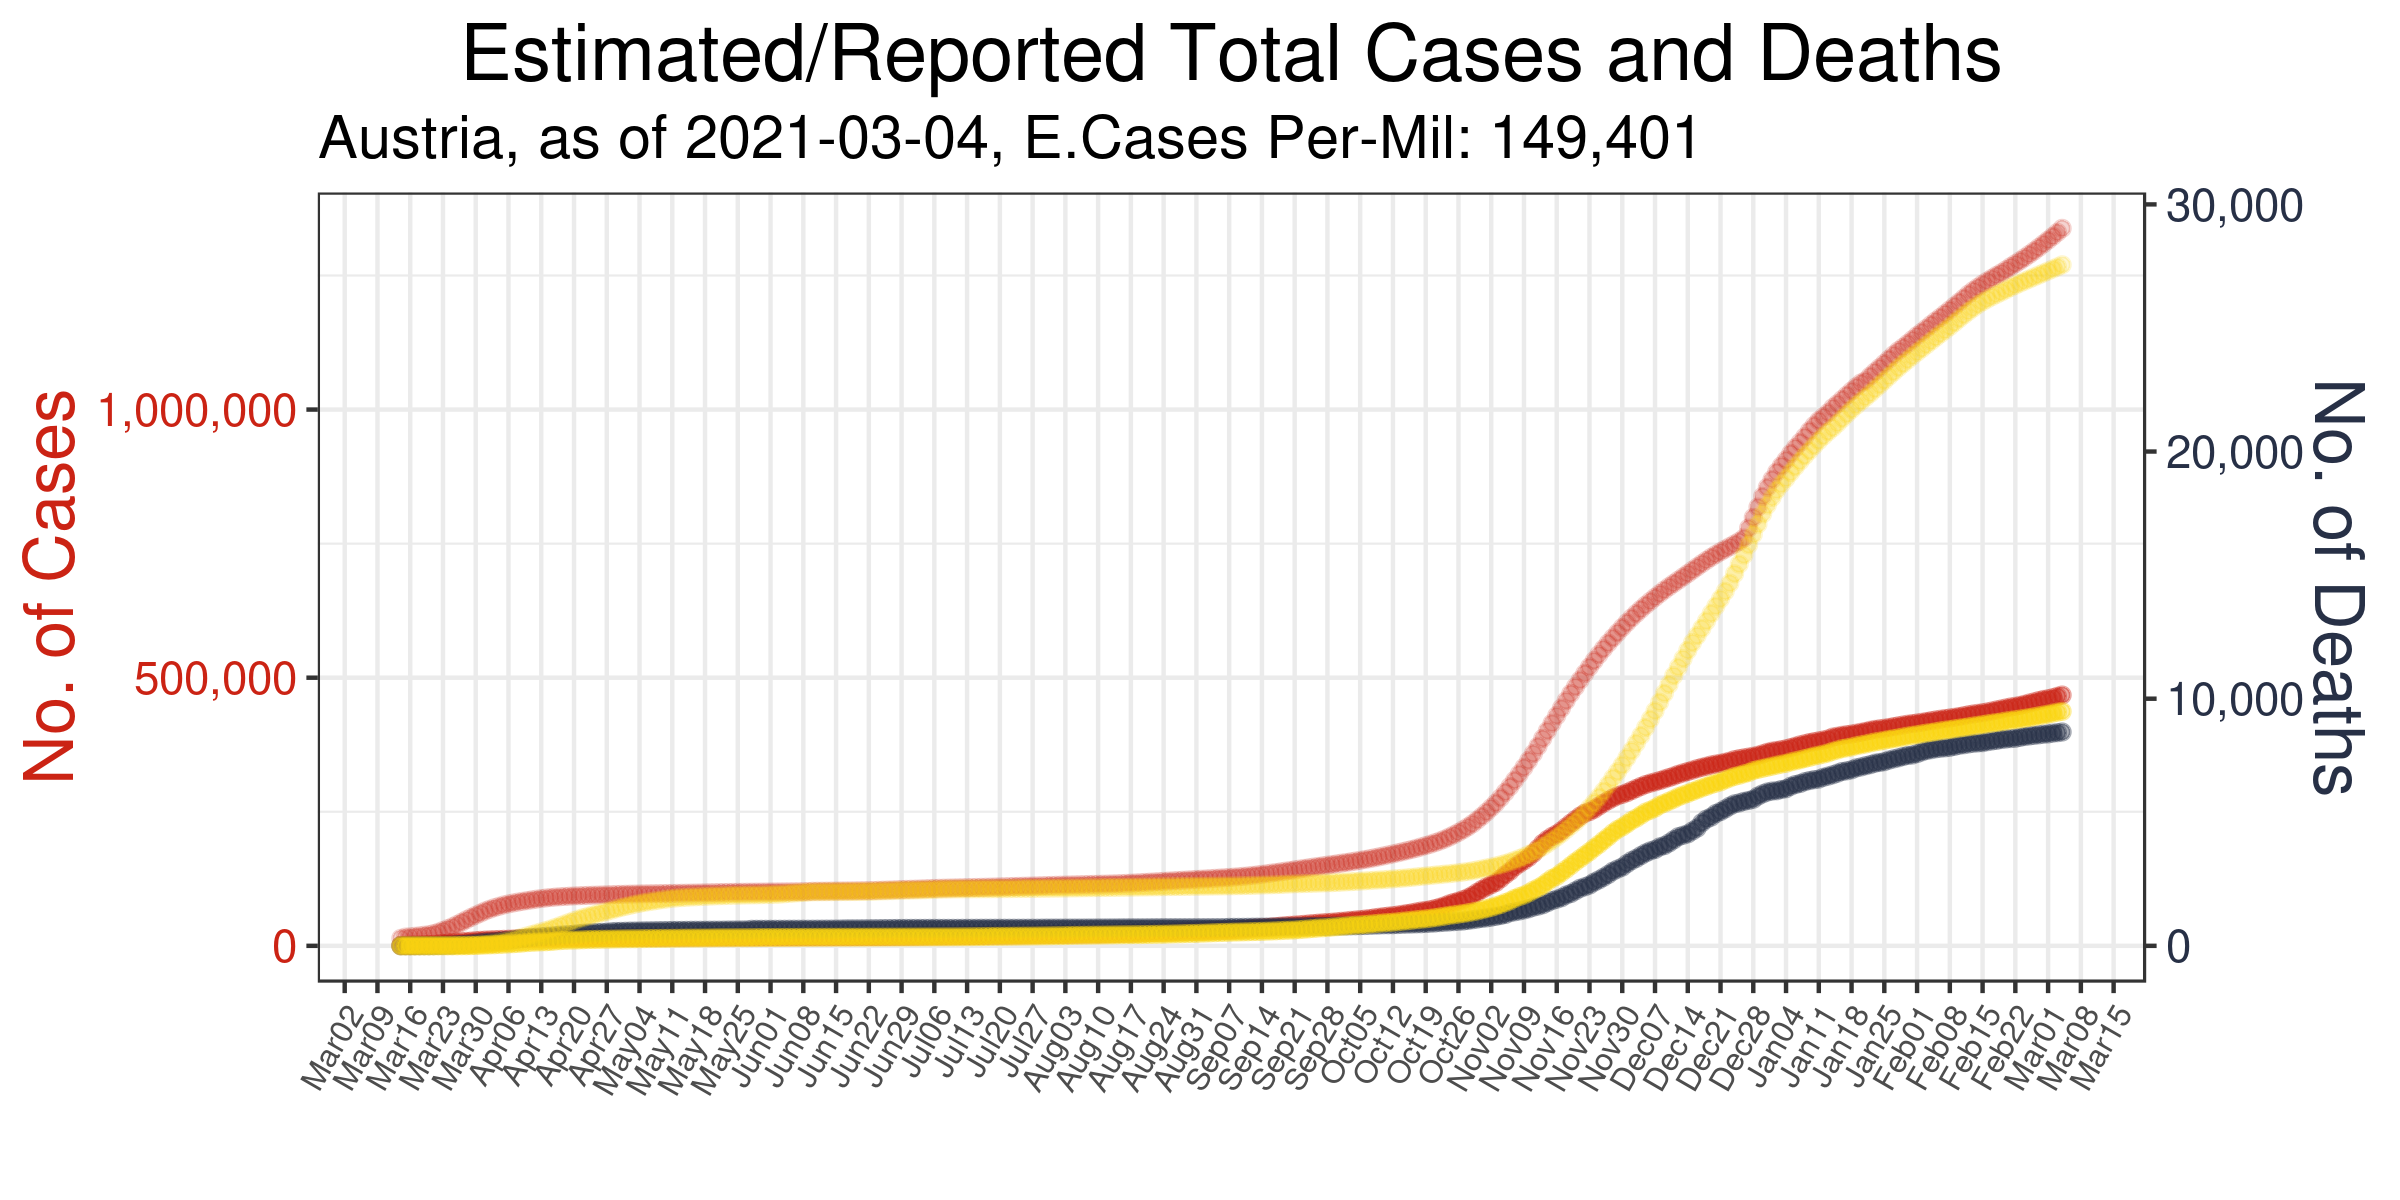 Estimated/Reported Total Cases and Deaths
Austria, as of 2021-03-04, E.Cases Per-Mil: 149,401
No. of Cases
1,000,000
500,000
0
30,000
20,000
10,000
0
No. of Deaths
Mar02
Mar09
Mar16
Mar23
Mar30
Apr06
Apr13
Apr20
Apr27
May04
May11
May18
May25
Jun01
Jun08
Jun15
Jun22
Jun29
Jul06
Jul13
Jul20
Jul27
Aug03
Aug10
Aug17
Aug24
Aug31
Sep07
Sep14
Sep21
Sep28
Oct05
Oct12
Oct19
Oct26
Nov02
Nov09
Nov16
Nov23
Nov30
Dec07
Dec14
Dec21
Dec28
Jan04
Jan11
Jan18
Jan25
Feb01
Feb08
Feb15
Feb22
Mar01
Mar08
Mar15